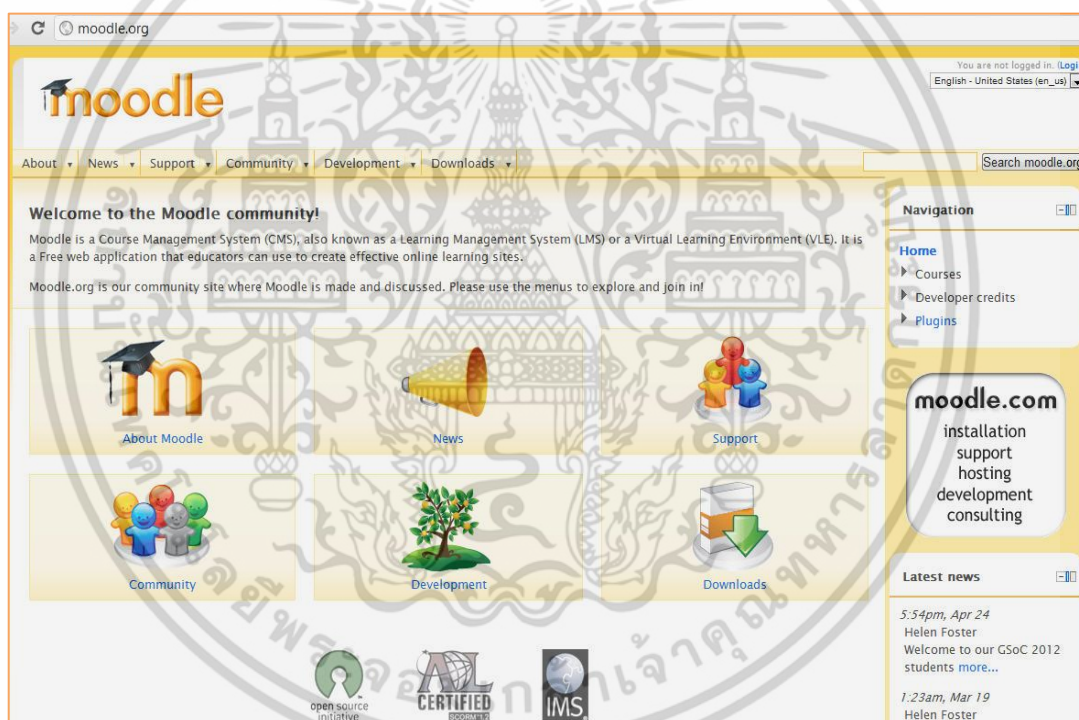 moodle.org
You are not logged in. (Logi
English - United States (en_us)
moodle
About News Support Community Development Downloads
Search moodle.org
Welcome to the Moodle community!
Moodle is a Course Management System (CMS), also known as a Learning Management System (LMS) or a Virtual Learning Environment (VLE). It is
a Free web application that educators can use to create effective online learning sites.
Moodle.org is our community site where Moodle is made and discussed. Please use the menus to explore and join in!
About Moodle
News
Support
Community
Development
Downloads
open source
initiative
ADL
CERTIFIED
SCORM 1.2
IMS
Navigation
Home
Courses
Developer credits
Plugins
moodle.com
installation
support
hosting
development
consulting
Latest news
5:54pm, Apr 24
Helen Foster
Welcome to our GSoC 2012
students more...
1:23am, Mar 19
Helen Foster